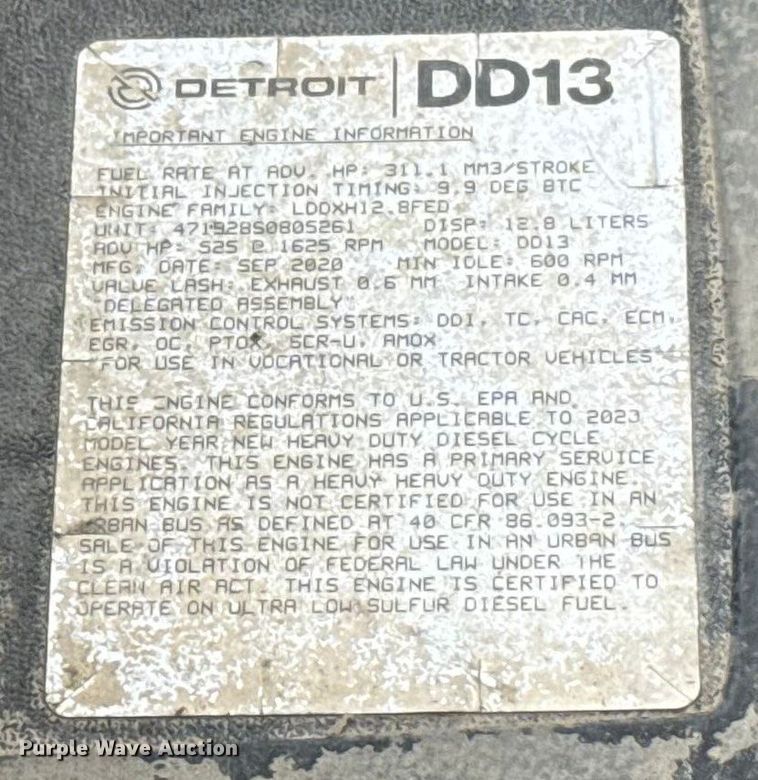 DETROIT | DD13
IMPORTANT ENGINE INFORMATION
FUEL RATE AT ADV. HP: 311.1 MM3/STROKE
INITIAL INJECTION TIMING: 9.9 DEG BTC
ENGINE FAMILY: LDDXH12.8FED
UNIT: 471928S0805261 DISP: 12.8 LITERS
ADV HP: 525 @ 1625 RPM MODEL: DD13
MFG. DATE: SEP 2020 MIN IDLE: 600 RPM
VALVE LASH: EXHAUST 0.6 MM INTAKE 0.4 MM
"DELEGATED ASSEMBLY"
EMISSION CONTROL SYSTEMS: DDI, TC, CAC, ECM,
EGR, OC, PTOX, SCR-U, AMOX
"FOR USE IN VOCATIONAL OR TRACTOR VEHICLES"
THIS ENGINE CONFORMS TO U.S. EPA AND
CALIFORNIA REGULATIONS APPLICABLE TO
MODEL YEAR NEW HEAVY DUTY DIESEL CYCLE
ENGINES. THIS ENGINE HAS A PRIMARY SERVICE
APPLICATION AS A HEAVY HEAVY DUTY ENGINE.
THIS ENGINE IS NOT CERTIFIED FOR USE IN AN
URBAN BUS AS DEFINED AT 40 CFR 86.093-2.
SALE OF THIS ENGINE FOR USE IN AN URBAN BUS
IS A VIOLATION OF FEDERAL LAW UNDER THE
CLEAN AIR ACT. THIS ENGINE IS CERTIFIED TO
OPERATE ON ULTRA LOW SULFUR DIESEL FUEL.
Purple Wave Auction